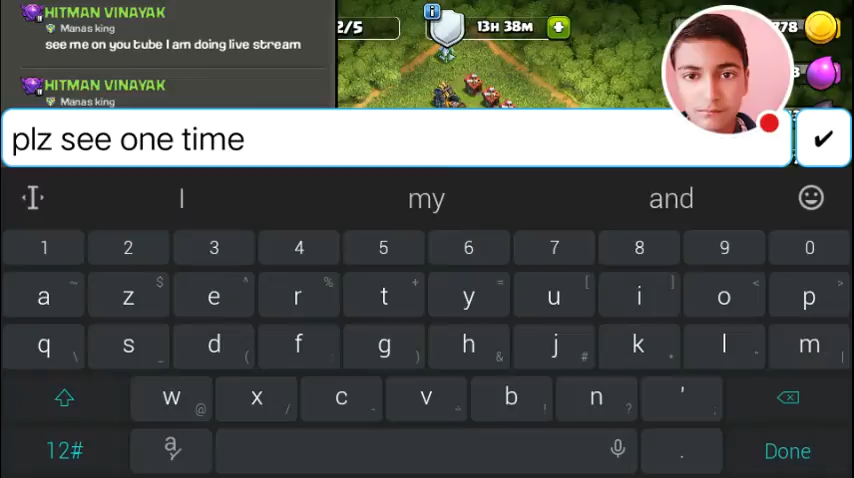 HITMAN VINAYAK
Manas king
see me on you tube I am doing live stream
HITMAN VINAYAK
Manas king
2/5
i
13H 38M
+
778
plz see one time
✔
I my and
1 2 3 4 5 6 7 8 9 0
a ~ z $ e ^ r % t + y = u [ i ] o < p >
q \ s _ d ( f : g ) h & j # k * l " m |
w @ x / c - v b ! n ? ' ;
12# a .
Done